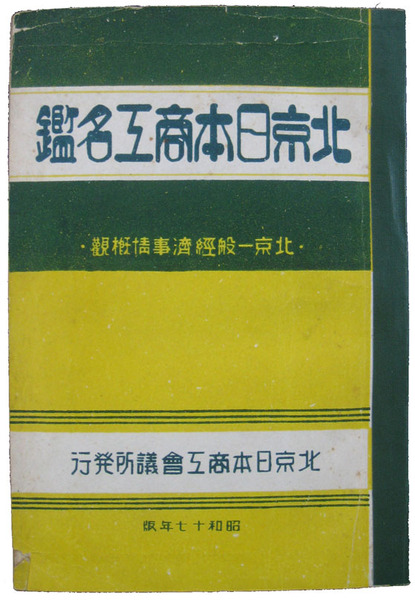 北京日本商工名鑑
・北京一般經濟事情概觀・
北京日本商工會議所発行
昭和十七年版